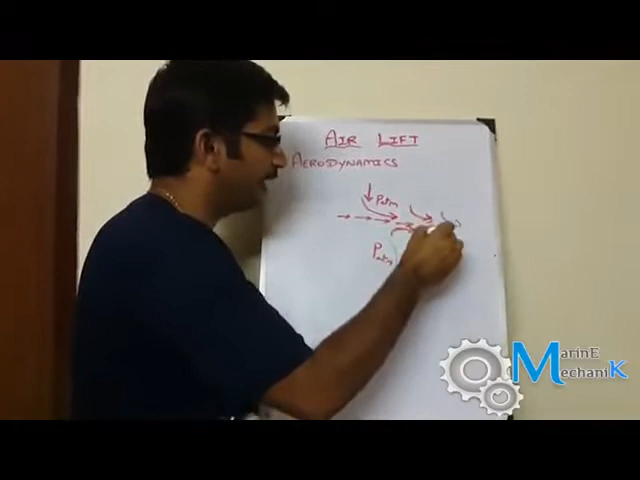 AIR LIFT
AERODYNAMICS
Patm
Patm
MarinE
MechaniK